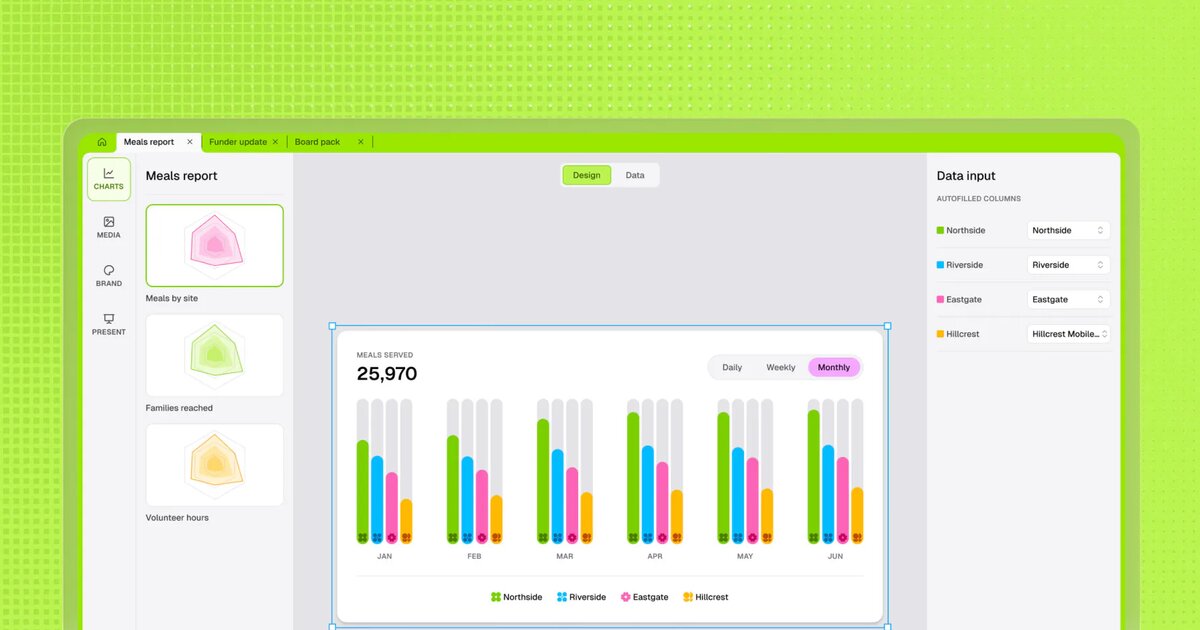 Meals report
Funder update
Board pack
CHARTS
MEDIA
BRAND
PRESENT
Meals report
Meals by site
Families reached
Volunteer hours
Design
Data
MEALS SERVED
25,970
Daily
Weekly
Monthly
JAN
FEB
MAR
APR
MAY
JUN
Northside
Riverside
Eastgate
Hillcrest
Data input
AUTOFILLED COLUMNS
Northside Northside
Riverside Riverside
Eastgate Eastgate
Hillcrest Hillcrest Mobile...